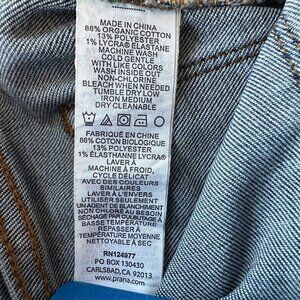 MADE IN CHINA
86% ORGANIC COTTON
13% POLYESTER
1% LYCRA® ELASTANE
MACHINE WASH
COLD GENTLE
WITH LIKE COLORS
WASH INSIDE OUT
NON-CHLORINE
BLEACH WHEN NEEDED
TUMBLE DRY LOW
IRON MEDIUM
DRY CLEANABLE
FABRIQUÉ EN CHINE
86% COTON BIOLOGIQUE
13% POLYESTER
1% ÉLASTHANNE LYCRA®
LAVER À
MACHINE À FROID,
CYCLE DÉLICAT
AVEC DES COULEURS
SIMILAIRES
LAVER À L'ENVERS
UTILISER SEULEMENT
UN AGENT DE BLANCHIMENT
NON CHLORÉ AU BESOIN
SÉCHAGE PAR CULBUTAGE À
BASSE TEMPÉRATURE
REPASSER À
TEMPÉRATURE MOYENNE
NETTOYABLE À SEC
RN124977
PO BOX 130430
CARLSBAD, CA 92013
www.prana.com